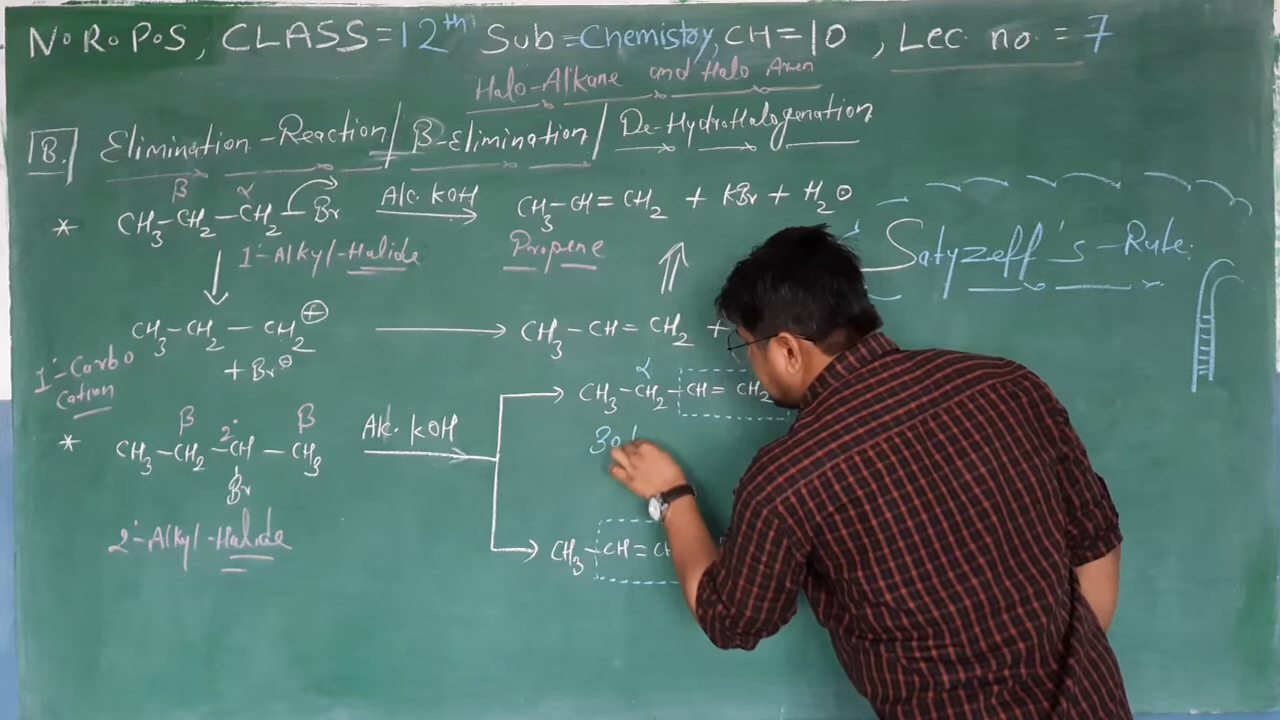 N.R.P.S, CLASS=12th Sub=Chemistry, CH=10, Lec no.=7
Halo-Alkane and Halo Aren
B. Elimination-Reaction/β-Elimination/De-HydroHalogenation
β α
* CH3-CH2-CH2-Br Alc. KOH CH3-CH=CH2 + KBr + H2O
1°-Alkyl-Halide Propene
Satyzeff's-Rule.
CH3-CH2-CH2⊕ CH3-CH=CH2 +
+ Br⊖
1°-Carbo
Cation
α
CH3-CH2-CH=CH2
β 2° β
* CH3-CH2-CH-CH3 Alc. KOH
Br
2°-Alkyl-Halide
CH3-CH=